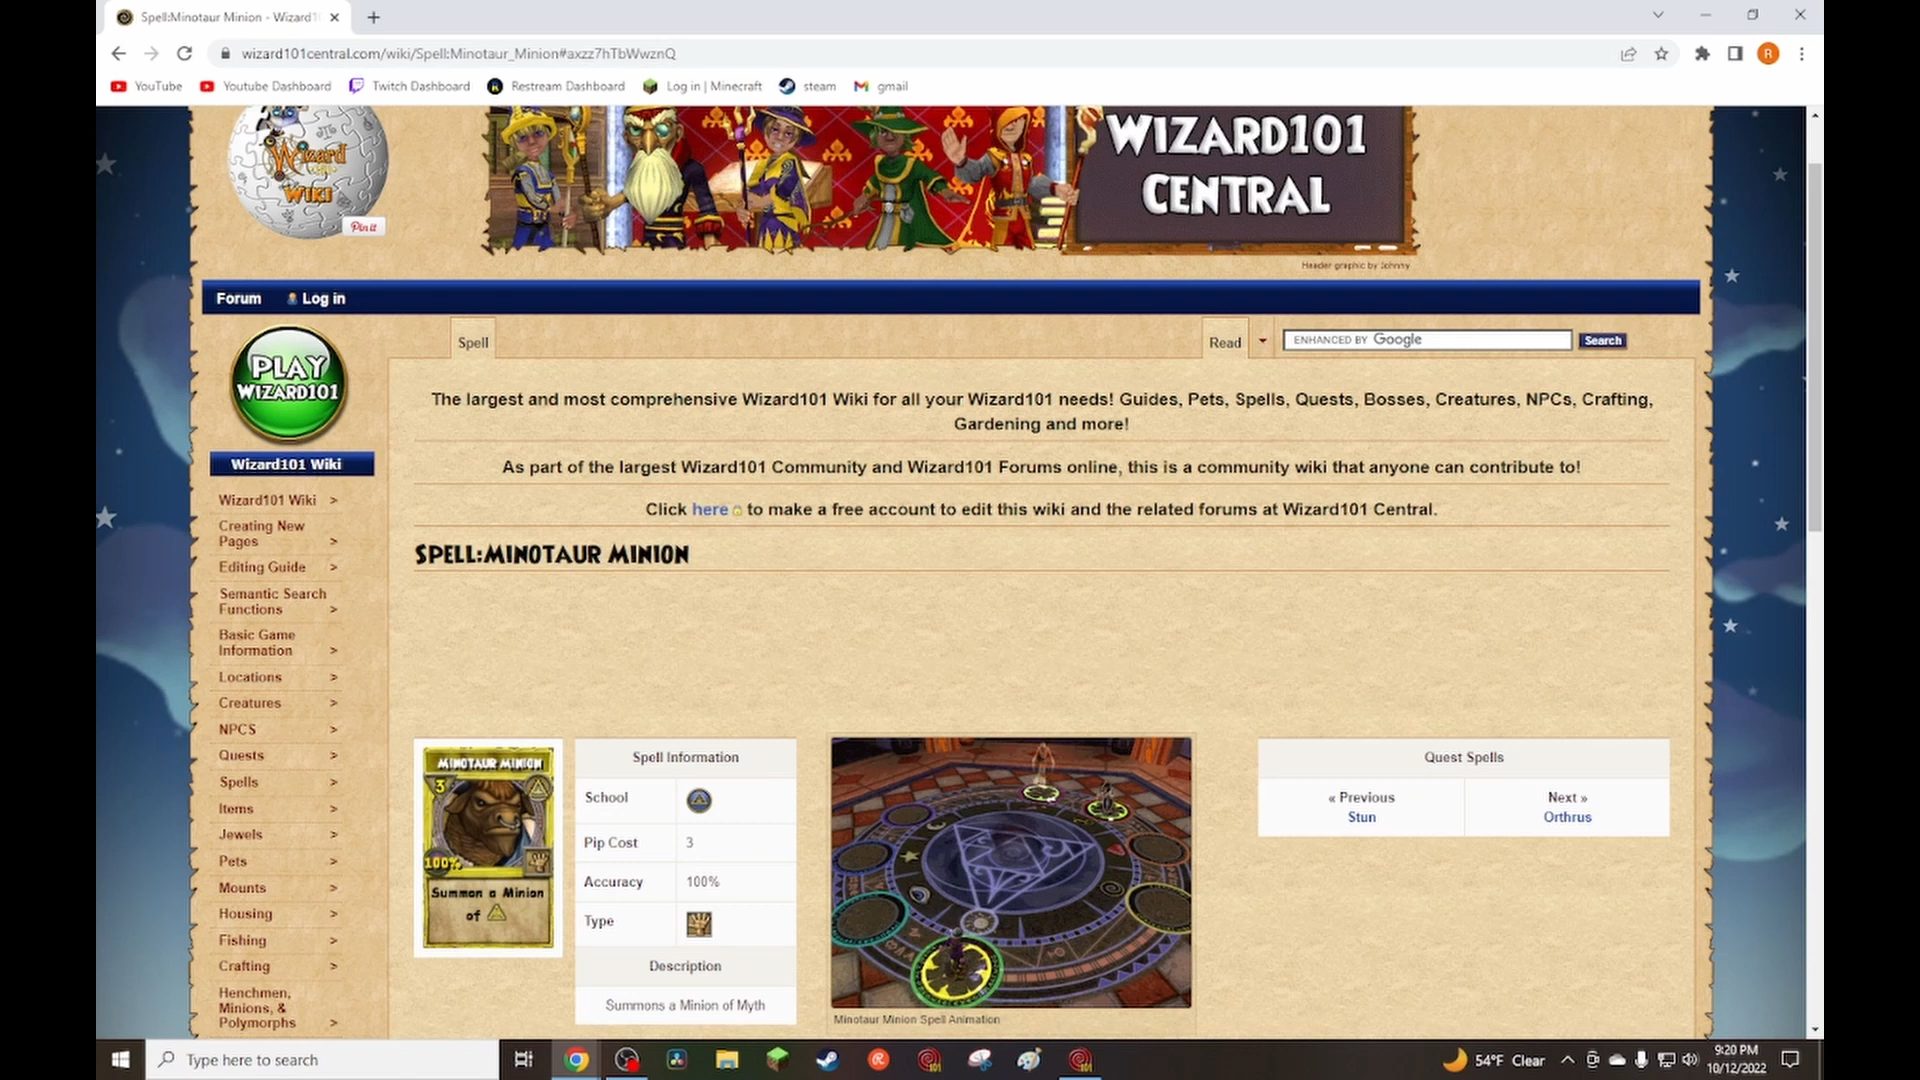 Spell:Minotaur Minion - Wizard1
wizard101central.com/wiki/Spell:Minotaur_Minion#axzz7hTbWwznQ
R
YouTube
Youtube Dashboard
Twitch Dashboard
Restream Dashboard
Log in | Minecraft
steam
gmail
Wizard
WIKI
Pin it
WIZARD101
CENTRAL
Header graphic by Johnny
Forum
Log in
PLAY
WIZARD101
Spell
Read
ENHANCED BY Google
Search
The largest and most comprehensive Wizard101 Wiki for all your Wizard101 needs! Guides, Pets, Spells, Quests, Bosses, Creatures, NPCs, Crafting,
Gardening and more!
As part of the largest Wizard101 Community and Wizard101 Forums online, this is a community wiki that anyone can contribute to!
Click here to make a free account to edit this wiki and the related forums at Wizard101 Central.
Wizard101 Wiki
Wizard101 Wiki >
Creating New
Pages >
Editing Guide >
Semantic Search
Functions >
Basic Game
Information >
Locations >
Creatures >
NPCS >
Quests >
Spells >
Items >
Jewels >
Pets >
Mounts >
Housing >
Fishing >
Crafting >
Henchmen,
Minions, &
Polymorphs >
SPELL:MINOTAUR MINION
MINOTAUR MINION
3
100%
Summon a Minion
of
Spell Information
School
Pip Cost 3
Accuracy 100%
Type
Description
Summons a Minion of Myth
Minotaur Minion Spell Animation
Quest Spells
« Previous
Stun
Next »
Orthrus
Type here to search
54°F Clear
9:20 PM
10/12/2022